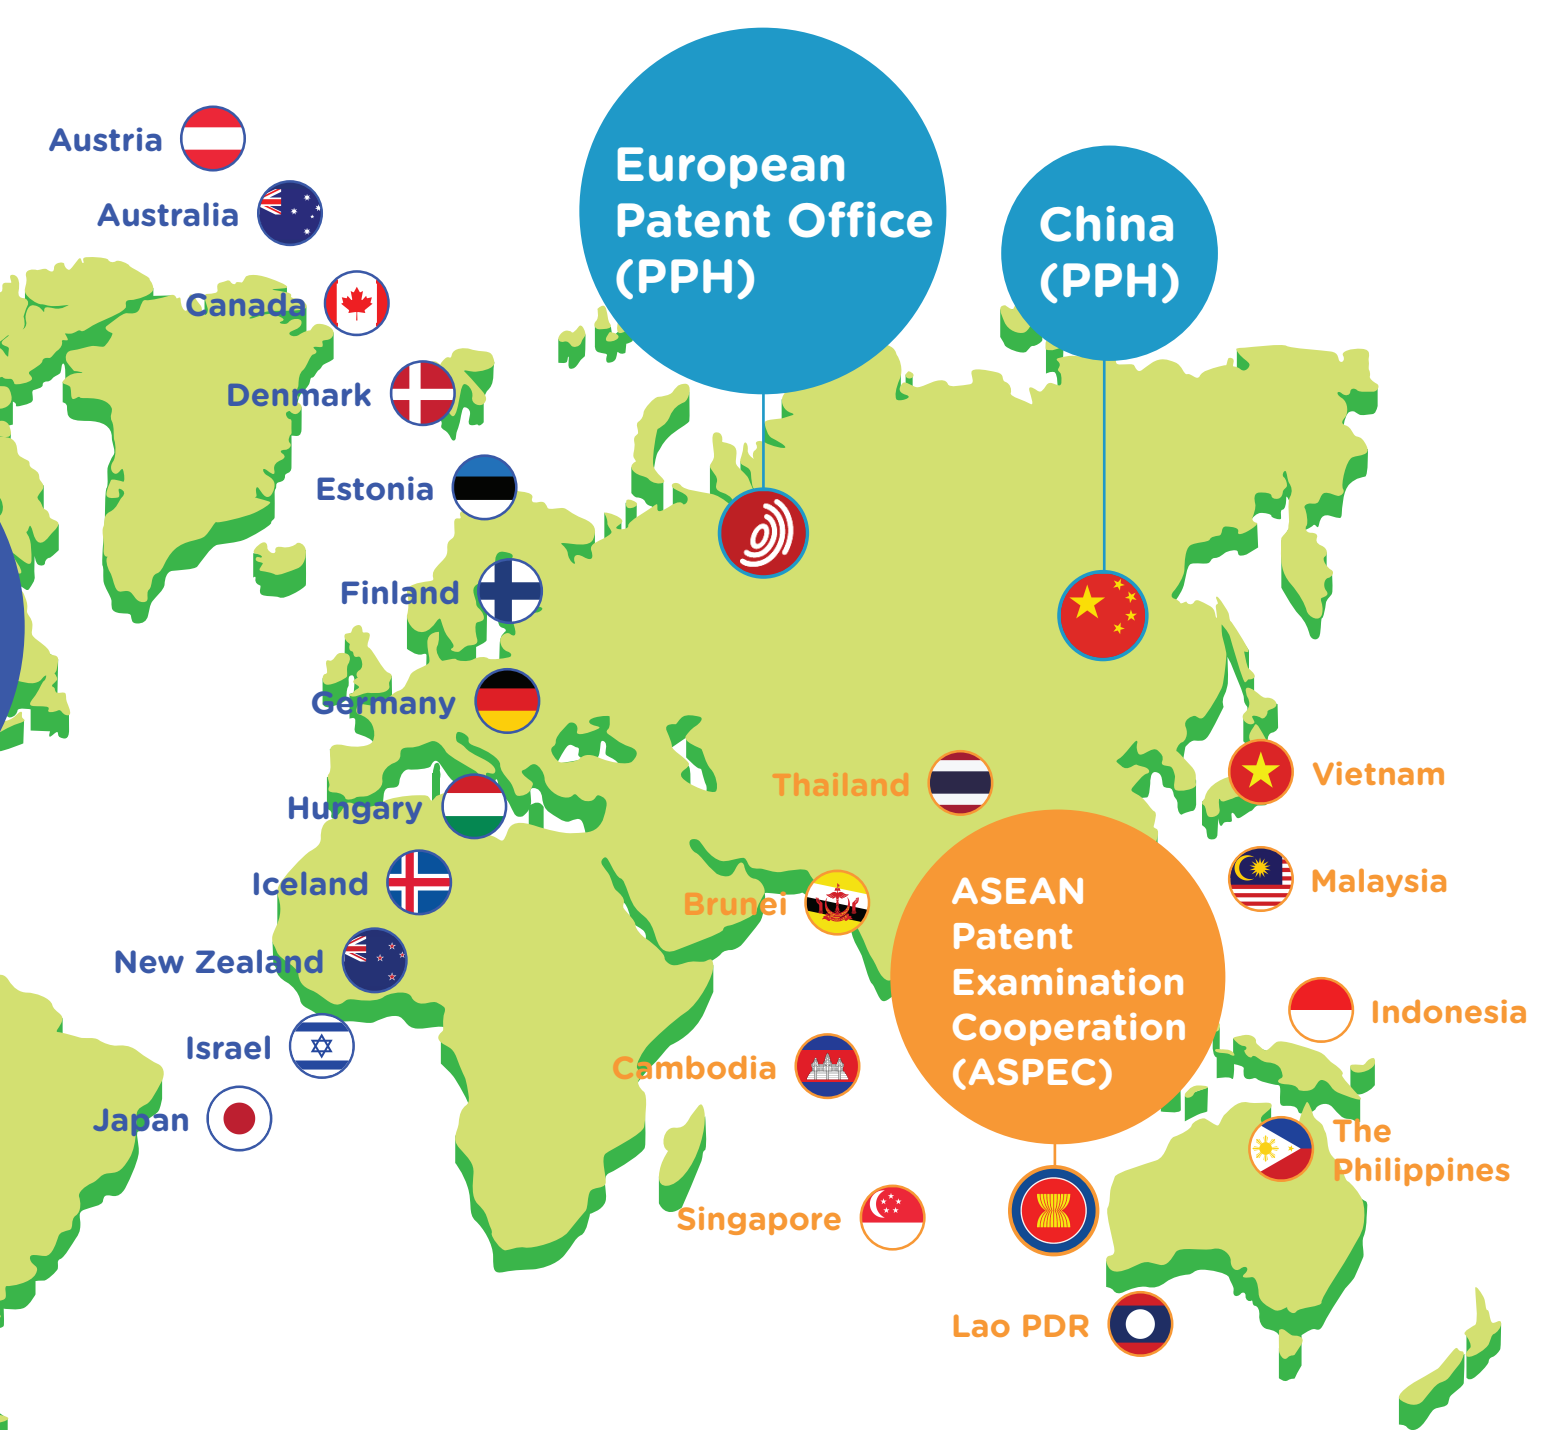 European
Patent Office
(PPH)
China
(PPH)
Austria
Australia
Canada
Denmark
Estonia
Finland
Germany
Hungary
Iceland
New Zealand
Israel
Japan
Thailand
Brunei
Cambodia
Singapore
Lao PDR
ASEAN
Patent
Examination
Cooperation
(ASPEC)
Vietnam
Malaysia
Indonesia
The
Philippines